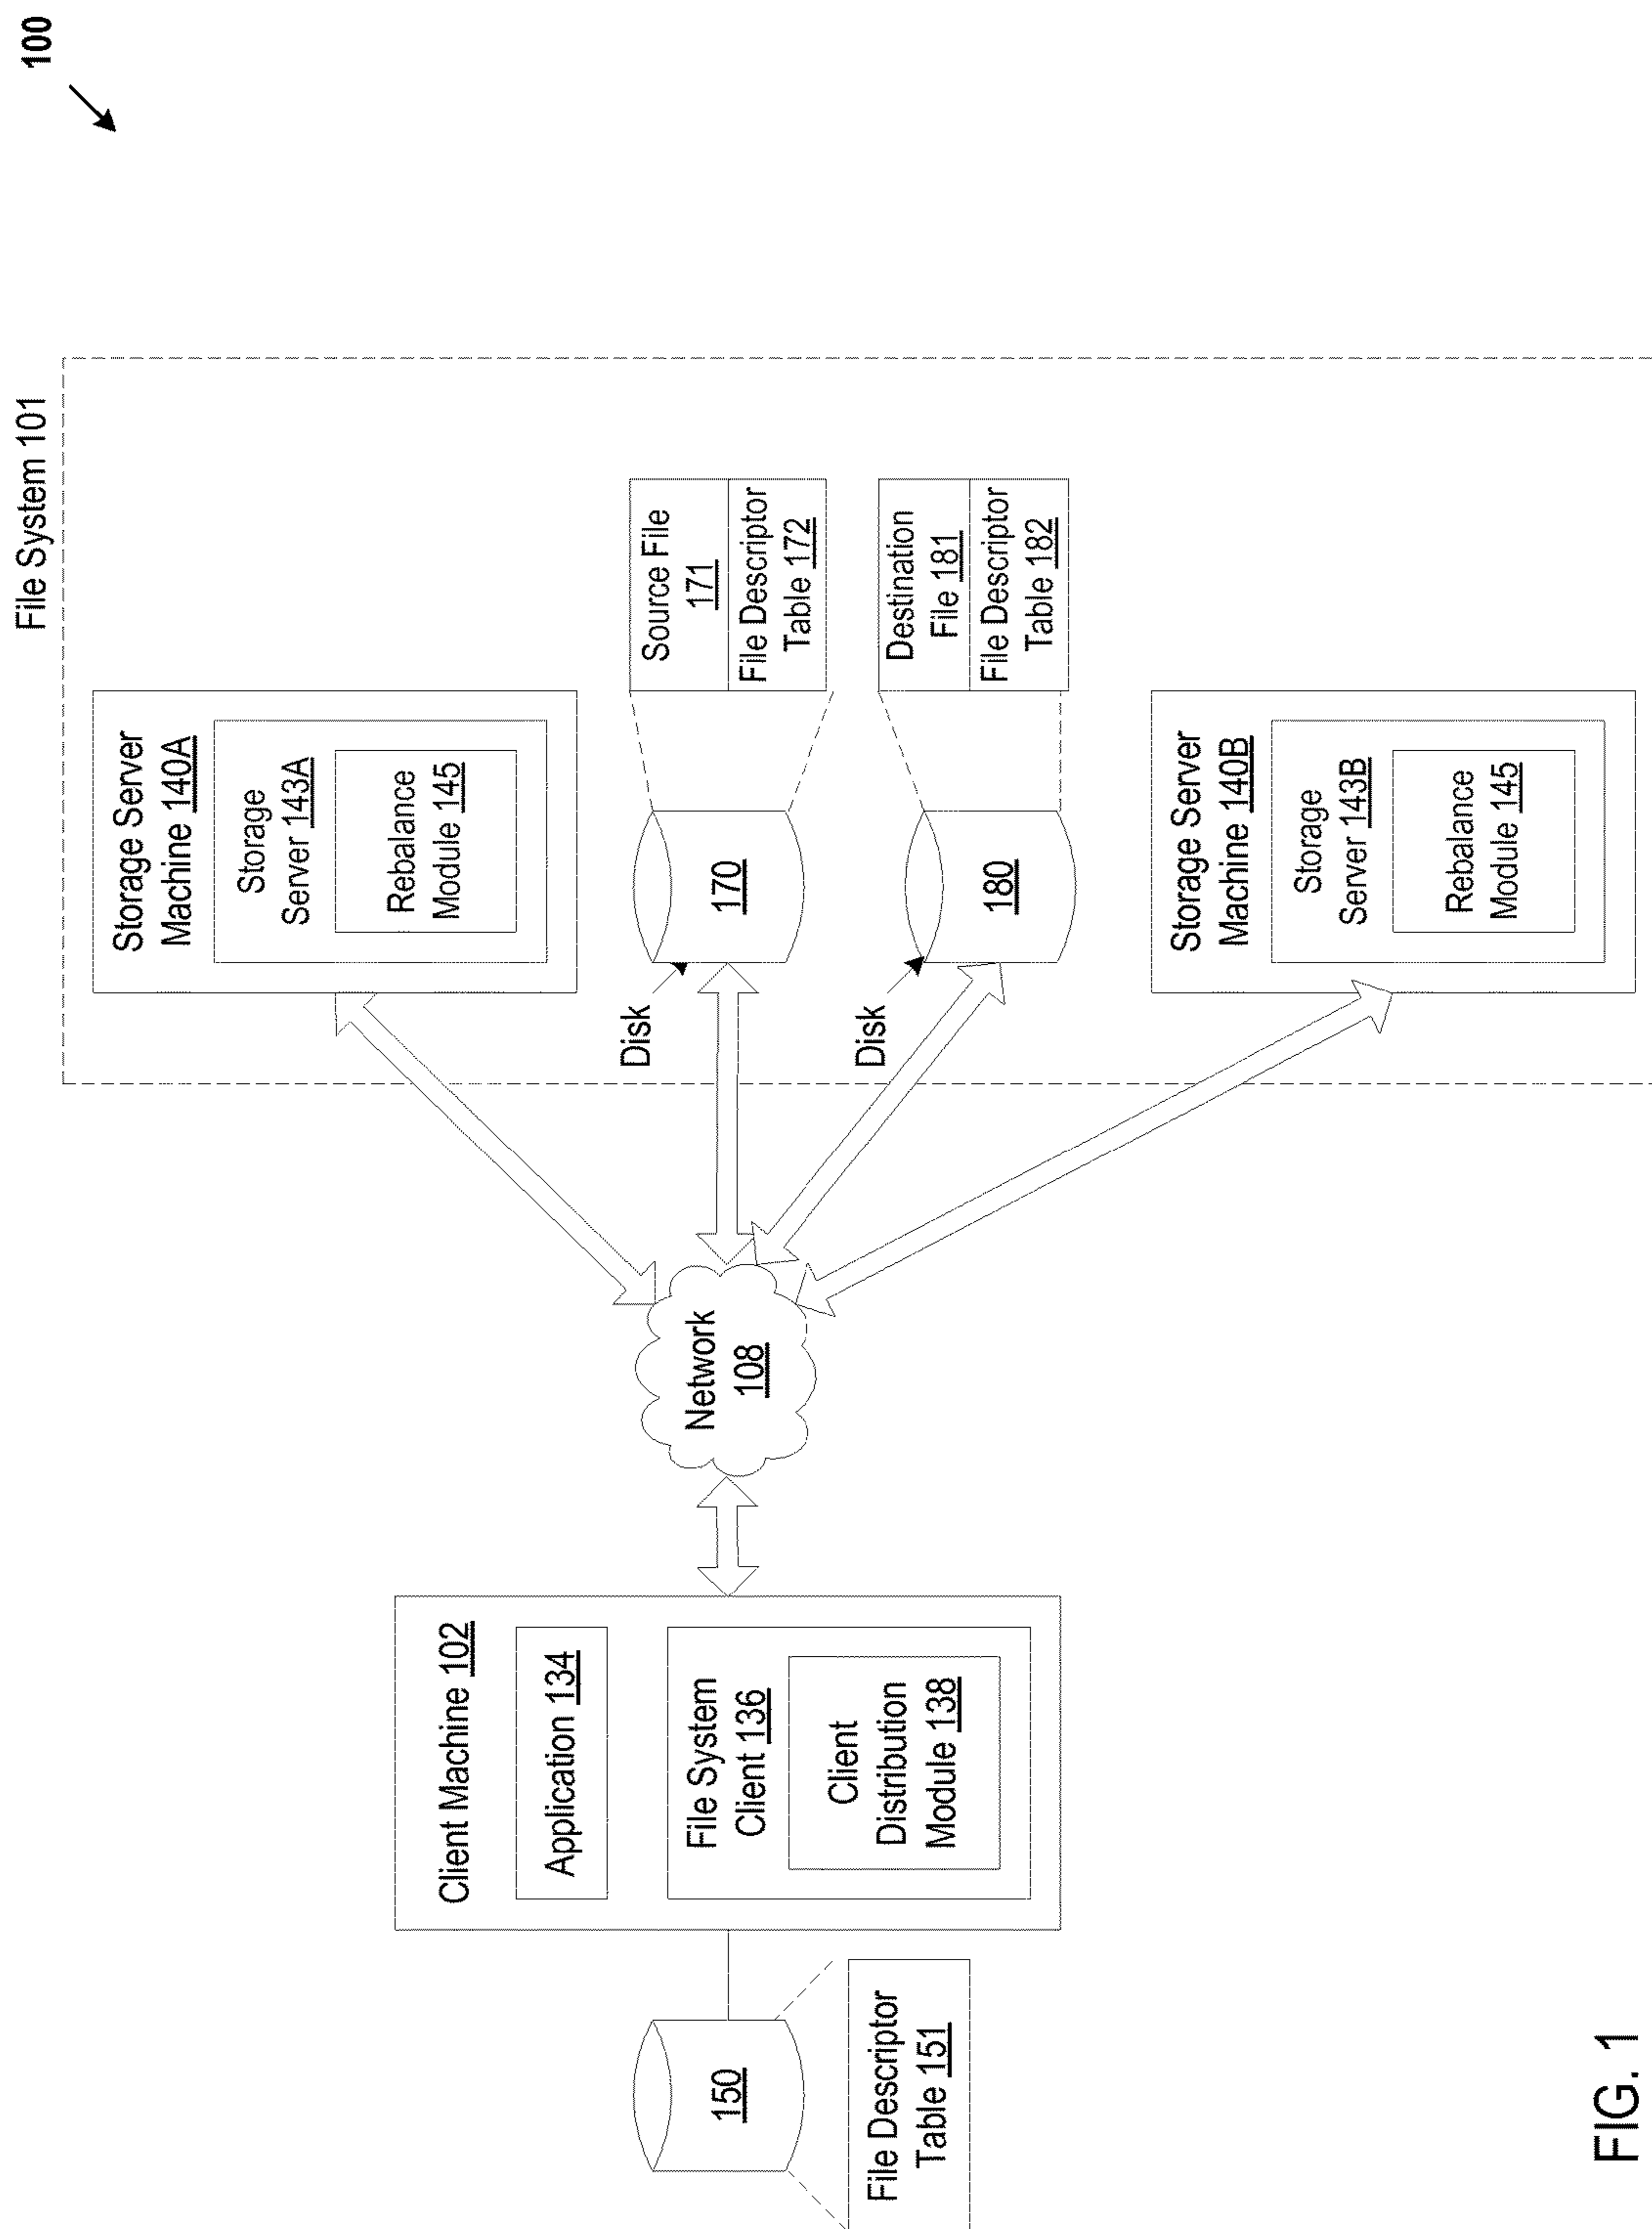 100
File System 101
Storage Server
Machine 140A
Storage
Server 143A
Rebalance
Module 145
Source File
171
File Descriptor
Table 172
Disk
170
Destination
File 181
File Descriptor
Table 182
Disk
180
Storage Server
Machine 140B
Storage
Server 143B
Rebalance
Module 145
Network
108
Client Machine 102
Application 134
File System
Client 136
Client
Distribution
Module 138
150
File Descriptor
Table 151
FIG. 1